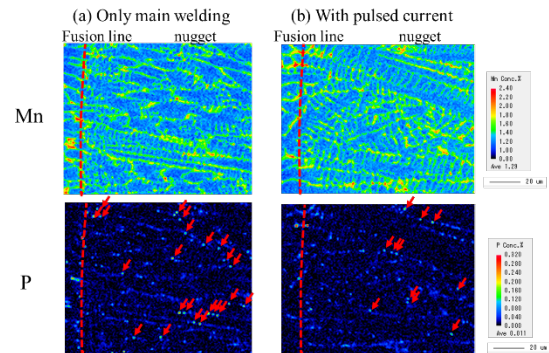 (a) Only main welding
(b) With pulsed current
Fusion line nugget
Fusion line nugget
Mn
Mn Conc.%
2.40
2.20
2.00
1.80
1.60
1.40
1.20
1.00
0.80
Ave 1.29
20 um
P
P Conc.%
0.320
0.280
0.240
0.200
0.160
0.120
0.080
0.040
0.000
Ave 0.011
20 um